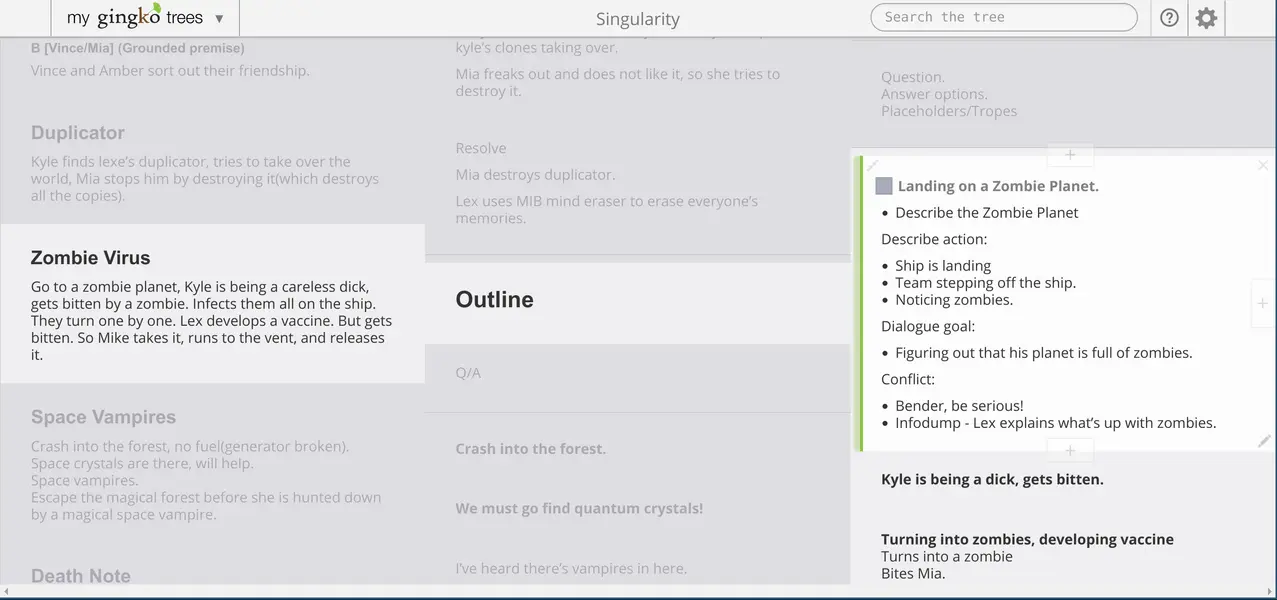 my gingko trees ▼
Singularity
Search the tree
B [Vince/Mia] (Grounded premise)
Vince and Amber sort out their friendship.
Duplicator
Kyle finds lexe's duplicator, tries to take over the
world, Mia stops him by destroying it(which destroys
all the copies).
Zombie Virus
Go to a zombie planet, Kyle is being a careless dick,
gets bitten by a zombie. Infects them all on the ship.
They turn one by one. Lex develops a vaccine. But gets
bitten. So Mike takes it, runs to the vent, and releases
it.
Space Vampires
Crash into the forest, no fuel(generator broken).
Space crystals are there, will help.
Space vampires.
Escape the magical forest before she is hunted down
by a magical space vampire.
Death Note
kyle's clones taking over.
Mia freaks out and does not like it, so she tries to
destroy it.
Resolve
Mia destroys duplicator.
Lex uses MIB mind eraser to erase everyone's
memories.
Outline
Q/A
Crash into the forest.
We must go find quantum crystals!
I've heard there's vampires in here.
Question.
Answer options.
Placeholders/Tropes
Landing on a Zombie Planet.
• Describe the Zombie Planet
Describe action:
• Ship is landing
• Team stepping off the ship.
• Noticing zombies.
Dialogue goal:
• Figuring out that his planet is full of zombies.
Conflict:
• Bender, be serious!
• Infodump - Lex explains what's up with zombies.
Kyle is being a dick, gets bitten.
Turning into zombies, developing vaccine
Turns into a zombie
Bites Mia.